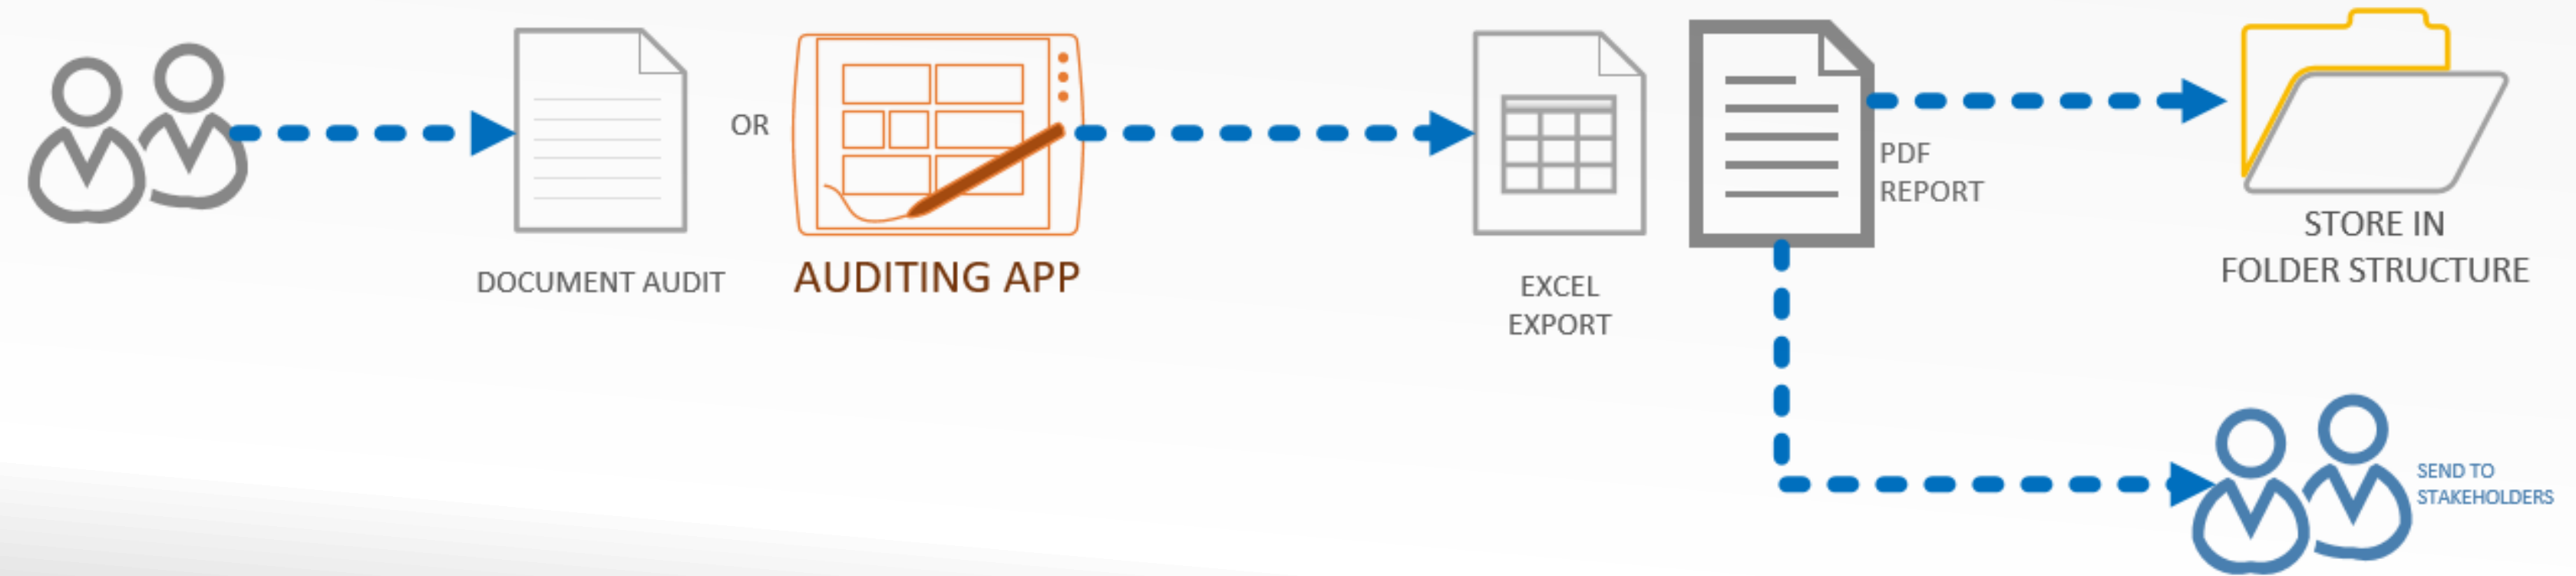 DOCUMENT AUDIT
OR
AUDITING APP
EXCEL
EXPORT
PDF
REPORT
STORE IN
FOLDER STRUCTURE
SEND TO
STAKEHOLDERS